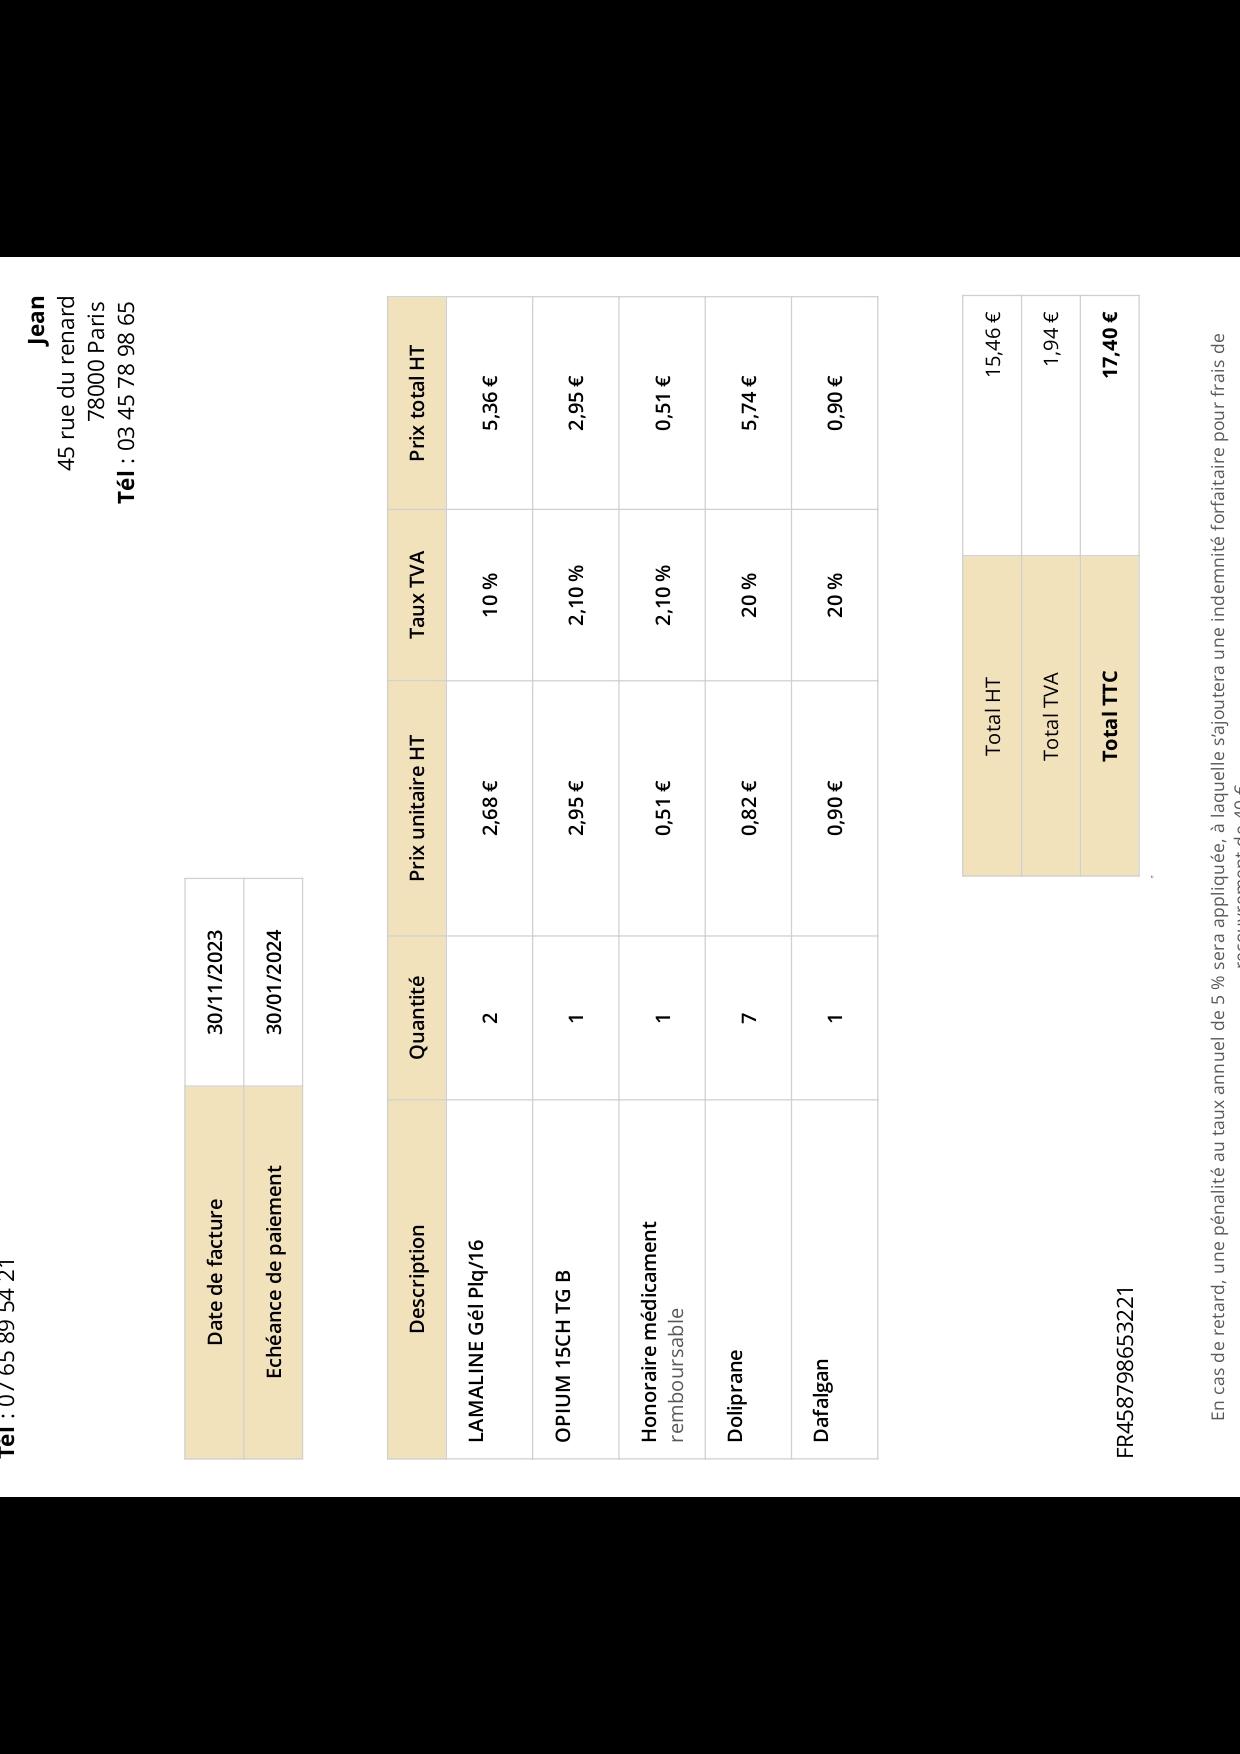 Tél : 07 65 89 54 21
Jean
45 rue du renard
78000 Paris
Tél : 03 45 78 98 65
Date de facture 30/11/2023
Echéance de paiement 30/01/2024
Description Quantité Prix unitaire HT Taux TVA Prix total HT
LAMALINE Gél Plq/16 2 2,68 € 10 % 5,36 €
OPIUM 15CH TG B 1 2,95 € 2,10 % 2,95 €
Honoraire médicament 1 0,51 € 2,10 % 0,51 €
remboursable
Doliprane 7 0,82 € 20 % 5,74 €
Dafalgan 1 0,90 € 20 % 0,90 €
Total HT 15,46 €
Total TVA 1,94 €
Total TTC 17,40 €
FR458798653221
En cas de retard, une pénalité au taux annuel de 5 % sera appliquée, à laquelle s'ajoutera une indemnité forfaitaire pour frais de
recouvrement de 40 €